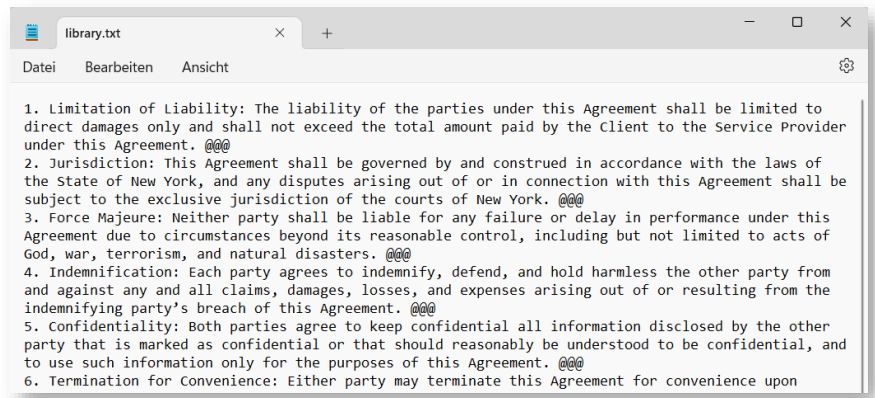 library.txt
Datei Bearbeiten Ansicht
1. Limitation of Liability: The liability of the parties under this Agreement shall be limited to
direct damages only and shall not exceed the total amount paid by the Client to the Service Provider
under this Agreement. @@@
2. Jurisdiction: This Agreement shall be governed by and construed in accordance with the laws of
the State of New York, and any disputes arising out of or in connection with this Agreement shall be
subject to the exclusive jurisdiction of the courts of New York. @@@
3. Force Majeure: Neither party shall be liable for any failure or delay in performance under this
Agreement due to circumstances beyond its reasonable control, including but not limited to acts of
God, war, terrorism, and natural disasters. @@@
4. Indemnification: Each party agrees to indemnify, defend, and hold harmless the other party from
and against any and all claims, damages, losses, and expenses arising out of or resulting from the
indemnifying party’s breach of this Agreement. @@@
5. Confidentiality: Both parties agree to keep confidential all information disclosed by the other
party that is marked as confidential or that should reasonably be understood to be confidential, and
to use such information only for the purposes of this Agreement. @@@
6. Termination for Convenience: Either party may terminate this Agreement for convenience upon